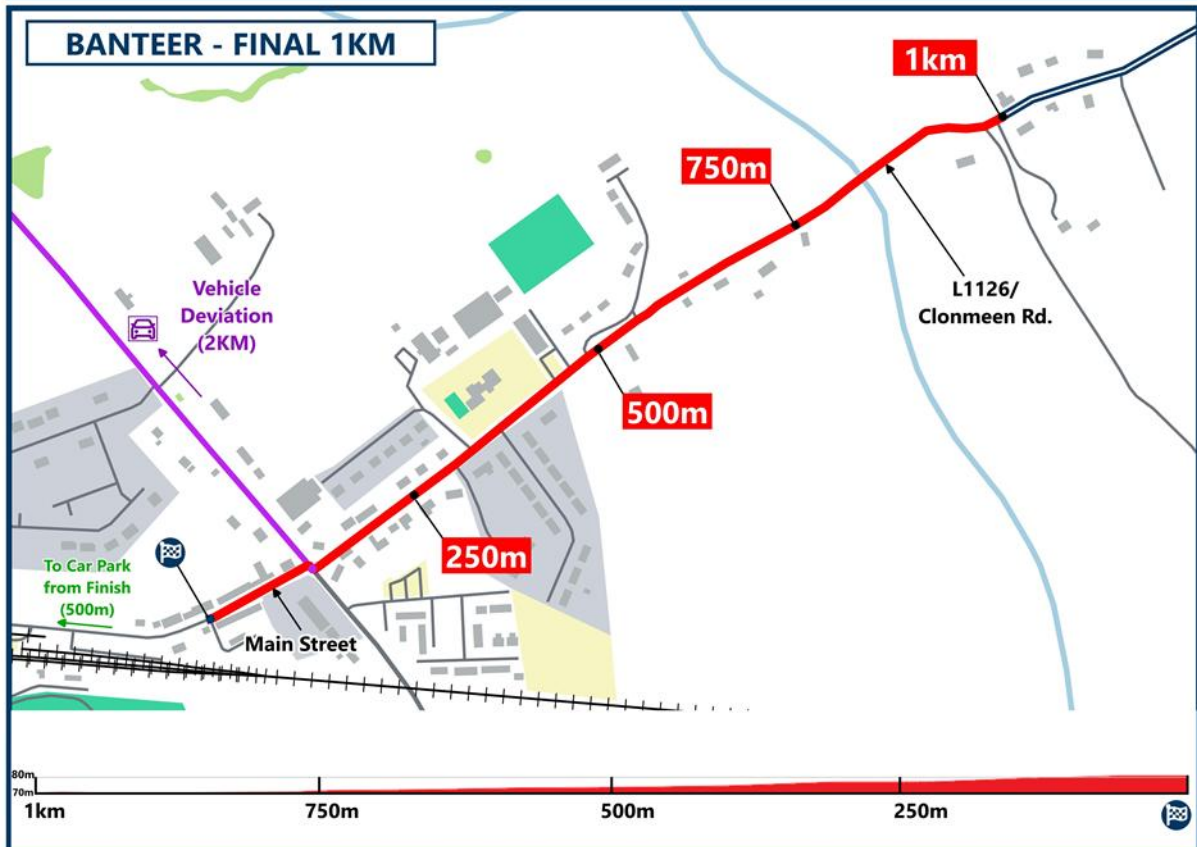 BANTEER - FINAL 1KM
1km
750m
L1126/
Clonmeen Rd.
Vehicle
Deviation
(2KM)
500m
250m
To Car Park
from Finish
(500m)
Main Street
80m
70m
1km
750m
500m
250m